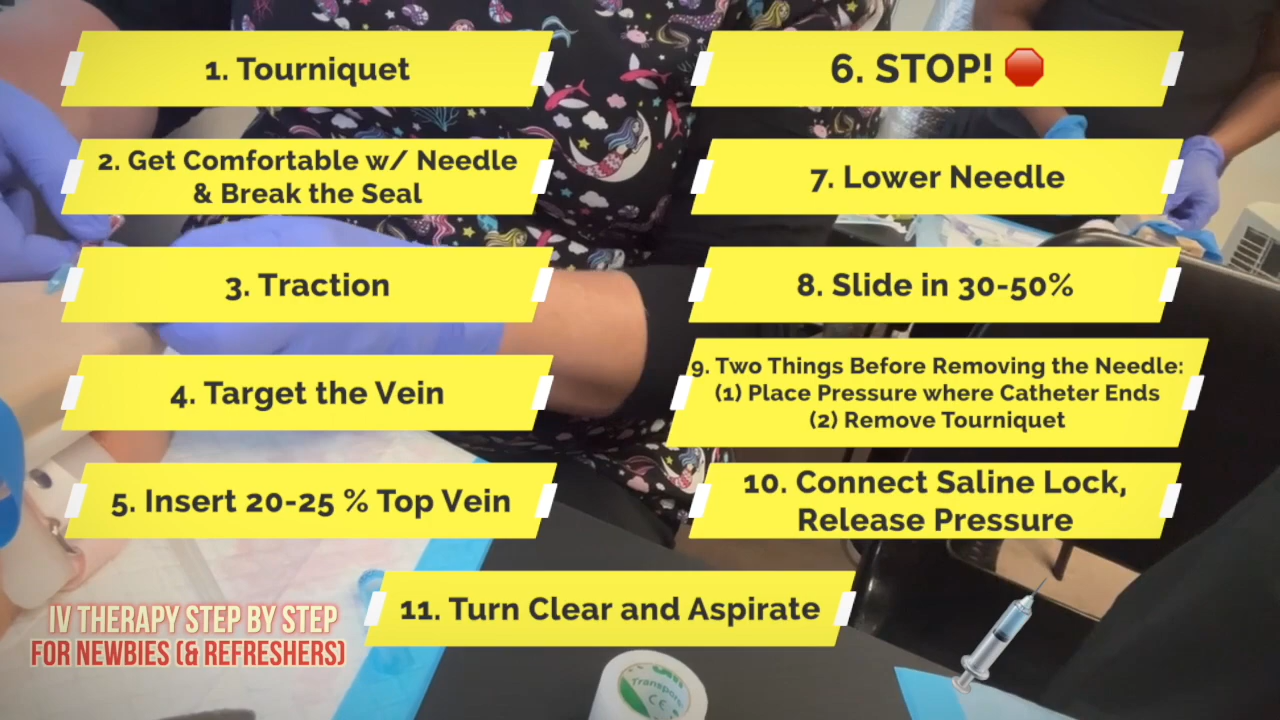 1. Tourniquet
2. Get Comfortable w/ Needle
& Break the Seal
3. Traction
4. Target the Vein
5. Insert 20-25 % Top Vein
6. STOP! 🛑
7. Lower Needle
8. Slide in 30-50%
9. Two Things Before Removing the Needle:
(1) Place Pressure where Catheter Ends
(2) Remove Tourniquet
10. Connect Saline Lock,
Release Pressure
11. Turn Clear and Aspirate
IV THERAPY STEP BY STEP
FOR NEWBIES (& REFRESHERS)
CE